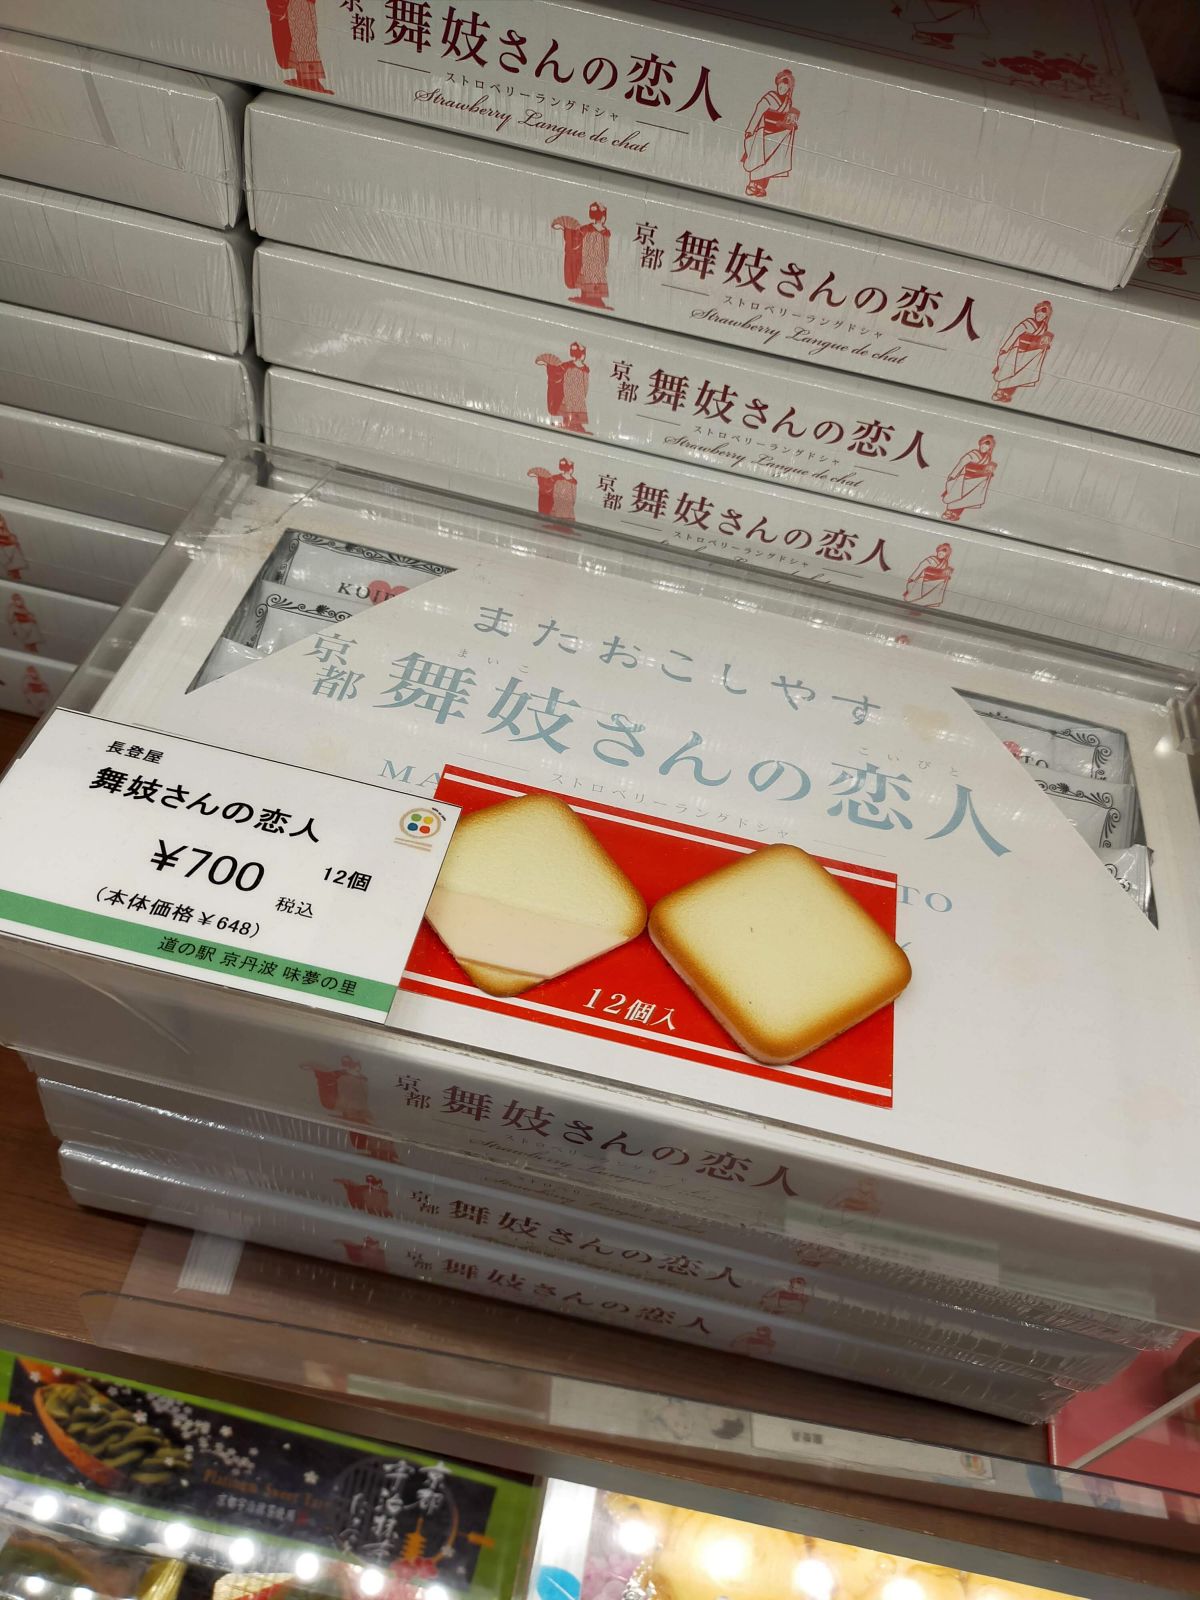 京都 舞妓さんの恋人
ストロベリーラングドシャ
Strawberry Langue de chat
京都 舞妓さんの恋人
ストロベリーラングドシャ
Strawberry Langue de chat
京都 舞妓さんの恋人
ストロベリーラングドシャ
Strawberry Langue de chat
京都 舞妓さんの恋人
ストロベリーラングドシャ
またおこしやす
まいこ
こいびと
京都 舞妓さんの恋人
ストロベリーラングドシャ
MA
TO
長登屋
舞妓さんの恋人
¥700 税込
12個
(本体価格¥648)
道の駅 京丹波 味夢の里
12個入
京都 舞妓さんの恋人
京都 舞妓さんの恋人
京都 舞妓さんの恋人
京都
宇治抹茶